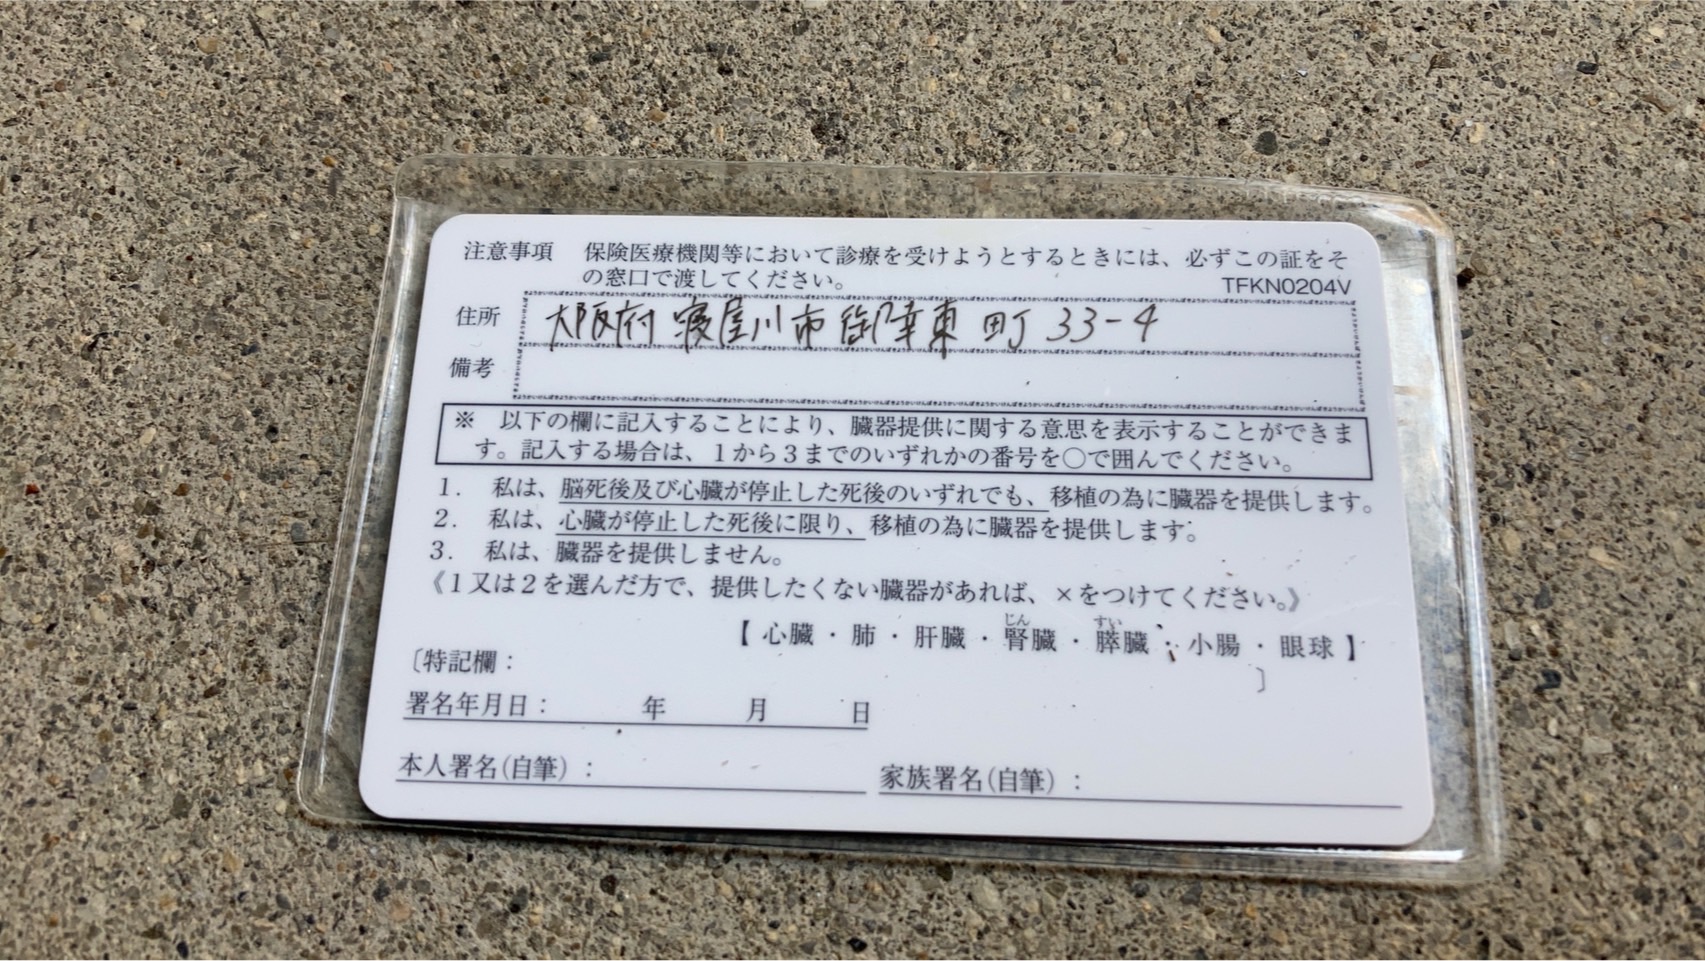 注意事項　保険医療機関等において診療を受けようとするときには、必ずこの証をそ
の窓口で渡してください。
TFKN0204V
住所　大阪府寝屋川市御幸東町33-4
備考
※　以下の欄に記入することにより、臓器提供に関する意思を表示することができま
す。記入する場合は、1から3までのいずれかの番号を○で囲んでください。
1.　私は、脳死後及び心臓が停止した死後のいずれでも、移植の為に臓器を提供します。
2.　私は、心臓が停止した死後に限り、移植の為に臓器を提供します。
3.　私は、臓器を提供しません。
《1又は2を選んだ方で、提供したくない臓器があれば、×をつけてください。》
じん　すい
【心臓・肺・肝臓・腎臓・膵臓・小腸・眼球】
〔特記欄：　〕
署名年月日：　年　月　日
本人署名(自筆)：　家族署名(自筆)：